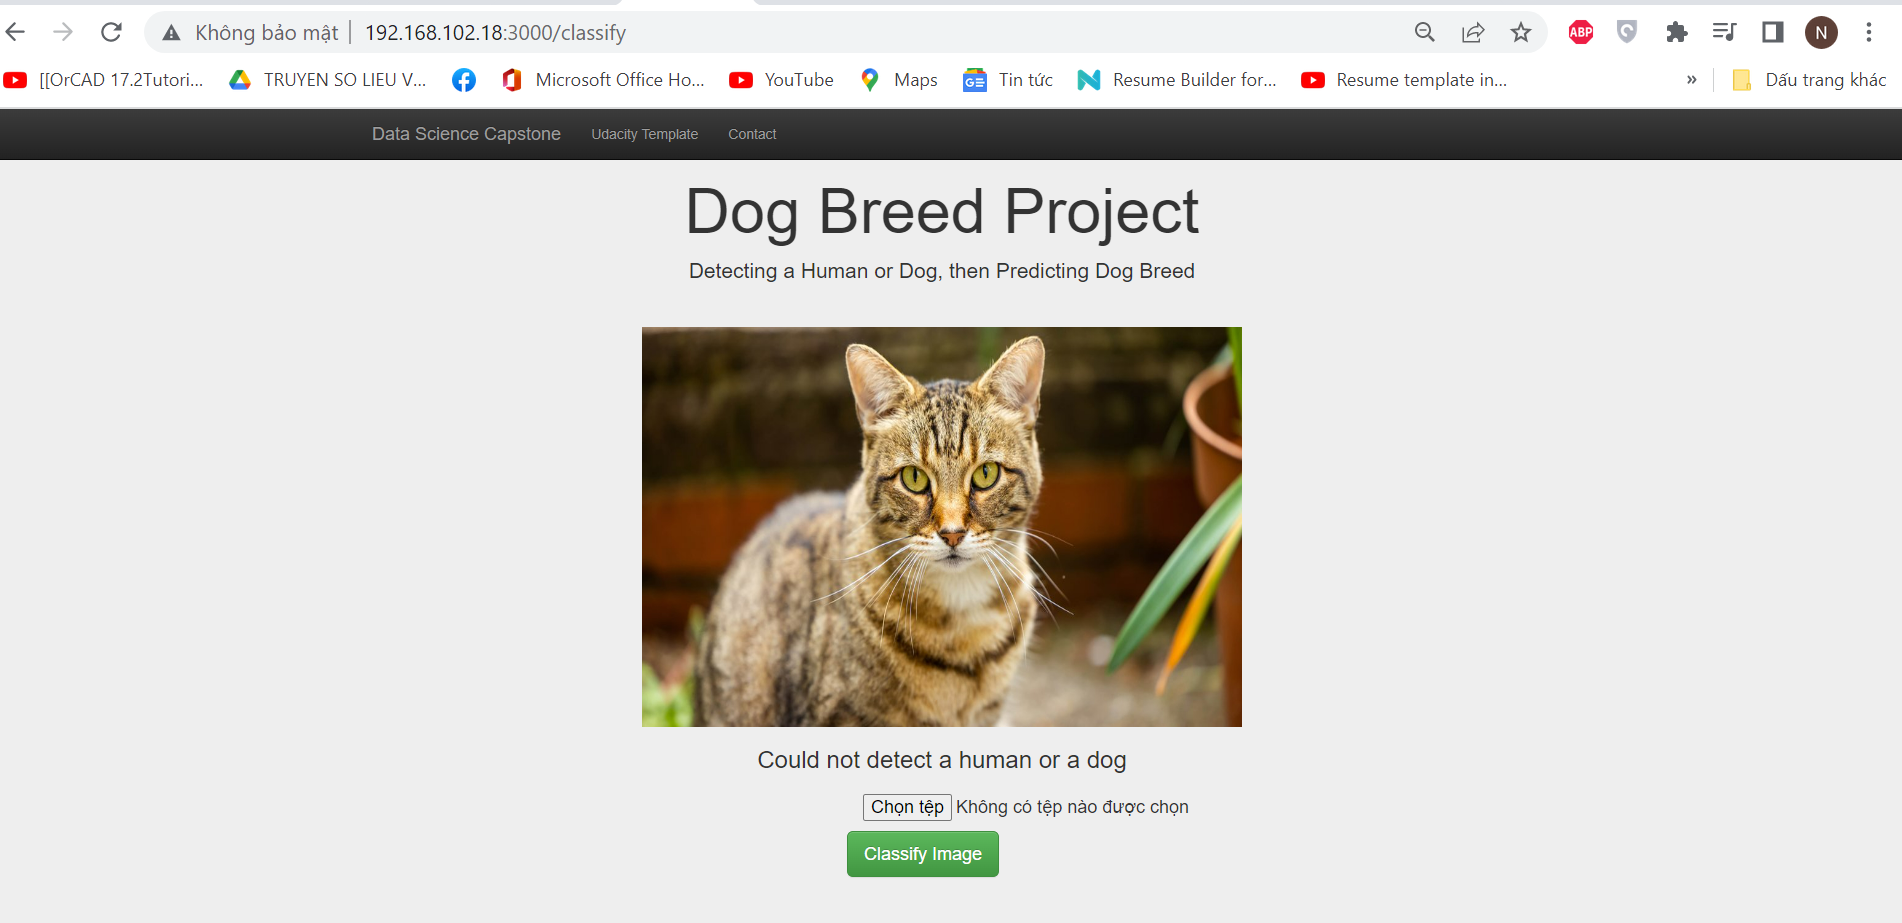 Không bảo mật 192.168.102.18:3000/classify ABP N
[[OrCAD 17.2Tutori... TRUYEN SO LIEU V... Microsoft Office Ho... YouTube Maps GE Tin tức Resume Builder for... Resume template in... » Dấu trang khác
Data Science Capstone Udacity Template Contact
Dog Breed Project
Detecting a Human or Dog, then Predicting Dog Breed
Could not detect a human or a dog
Chọn tệp Không có tệp nào được chọn
Classify Image